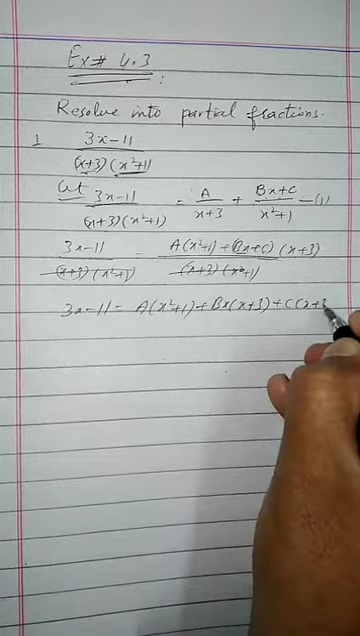 Ex# 4.3 :
Resolve into partial fractions.
1 3x-11 / (x+3)(x²+1)
Let 3x-11 / (x+3)(x²+1) = A / x+3 + Bx+C / x²+1 —(1)
3x-11 / (x+3)(x²+1) = A(x²+1)+(Bx+C)(x+3) / (x+3)(x²+1)
3x-11 = A(x²+1)+Bx(x+3)+C(x+3